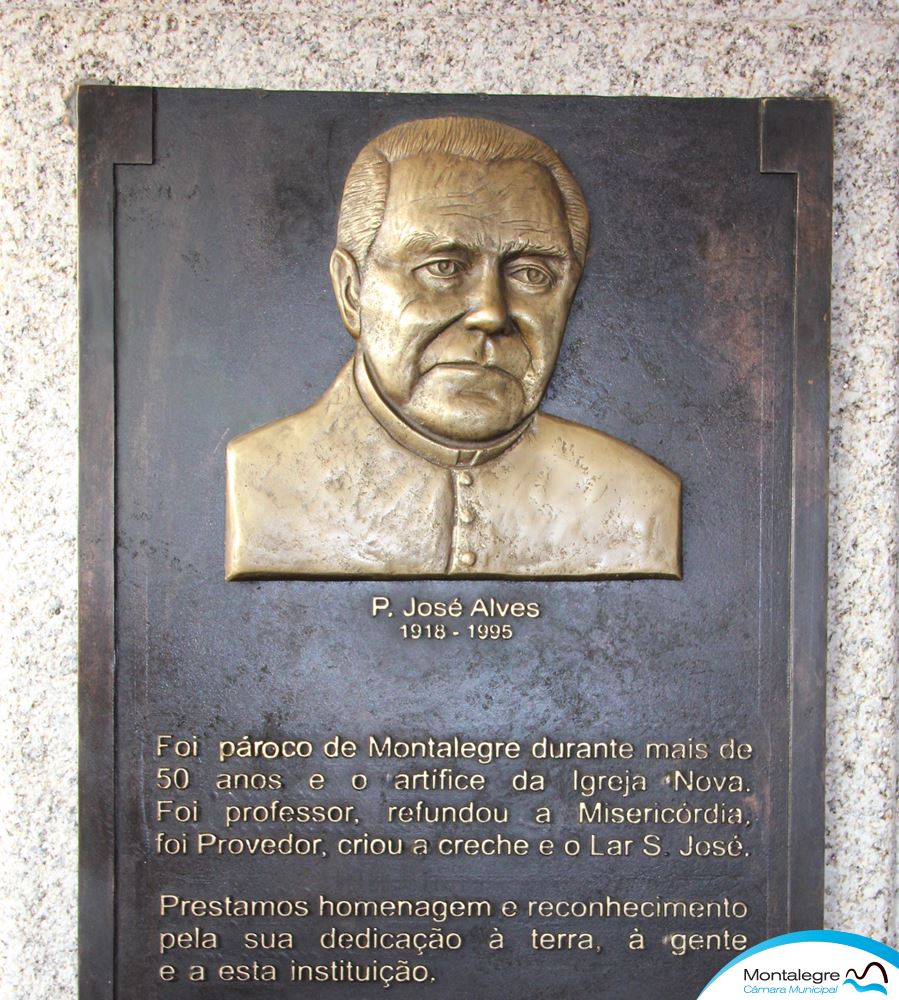 P. José Alves
1918 - 1995
Foi pároco de Montalegre durante mais de
50 anos e o artífice da Igreja Nova.
Foi professor, refundou a Misericórdia,
foi Provedor, criou a creche e o Lar S. José.
Prestamos homenagem e reconhecimento
pela sua dedicação à terra, à gente
e a esta instituição.
Montalegre
Câmara Municipal